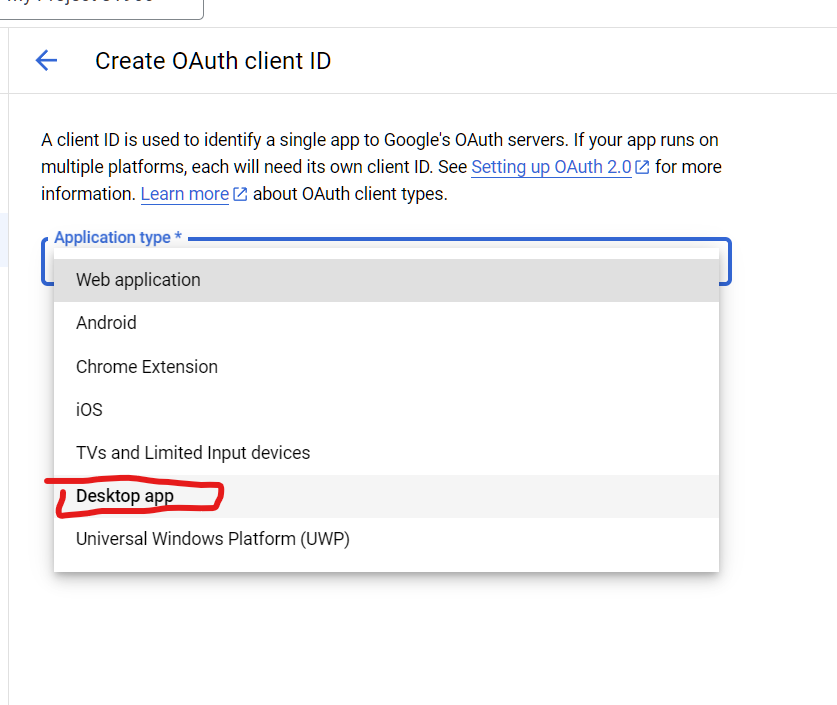 Create OAuth client ID
A client ID is used to identify a single app to Google's OAuth servers. If your app runs on
multiple platforms, each will need its own client ID. See Setting up OAuth 2.0 for more
information. Learn more about OAuth client types.
Application type *
Web application
Android
Chrome Extension
iOS
TVs and Limited Input devices
Desktop app
Universal Windows Platform (UWP)